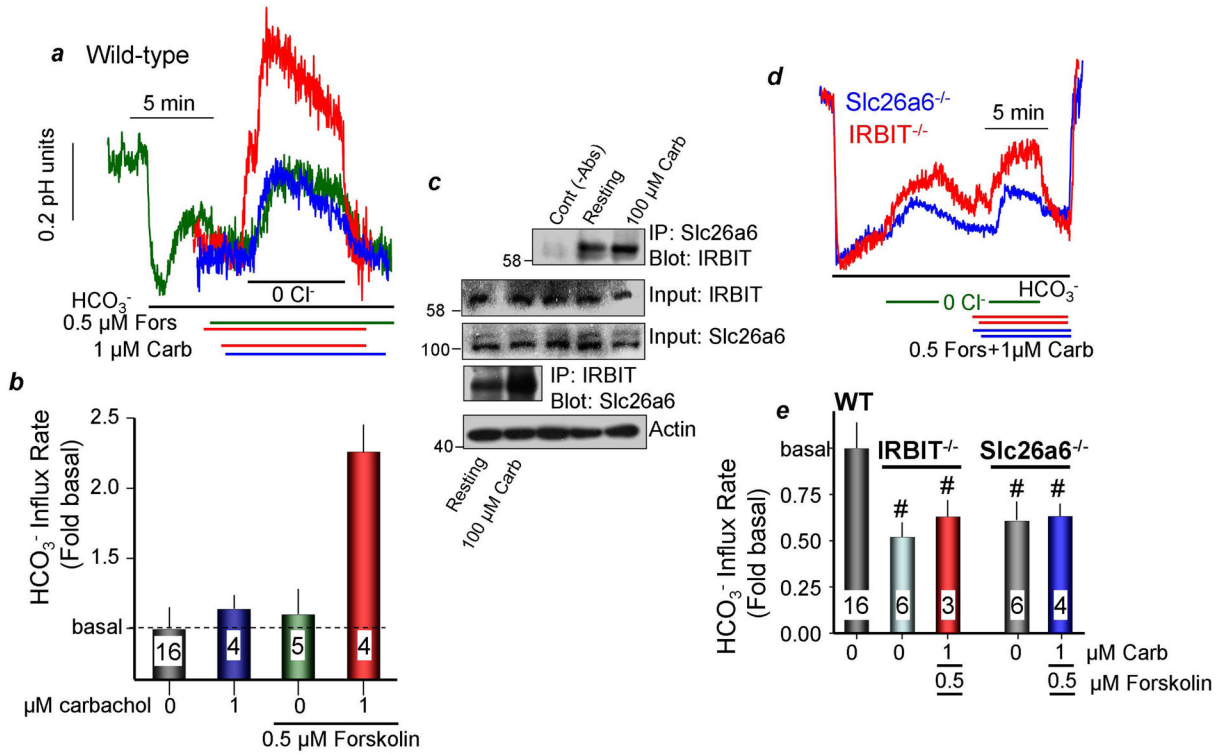 a Wild-type
5 min
0.2 pH units
0 Cl-
HCO3-
0.5 µM Fors
1 µM Carb
b
HCO3- Influx Rate
(Fold basal)
2.5
2.0
1.5
basal
16
4
5
4
µM carbachol 0 1 0 1
0.5 µM Forskolin
c
Cont (-Abs)
Resting
100 µM Carb
58
IP: Slc26a6
Blot: IRBIT
58
Input: IRBIT
100
Input: Slc26a6
IP: IRBIT
Blot: Slc26a6
40
Actin
Resting
100 µM Carb
d
Slc26a6-/-
IRBIT-/-
5 min
HCO3-
0 Cl-
0.5 Fors+1µM Carb
e
WT
IRBIT-/- Slc26a6-/-
HCO3- Influx Rate
(Fold basal)
basal
0.75
0.50
0.25
0.00
# # # #
16 6 3 6 4
0 0 1 0 1 µM Carb
0.5 0.5 µM Forskolin